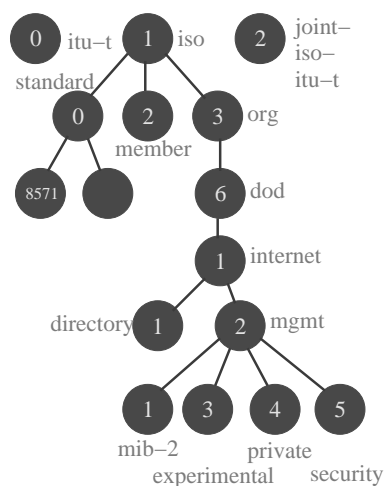 0 itu−t 1 iso 2 joint−
iso−
itu−t
standard
0 2 3 org
member
8571 6 dod
1 internet
directory 1 2 mgmt
1 3 4 5
mib−2 private
experimental security